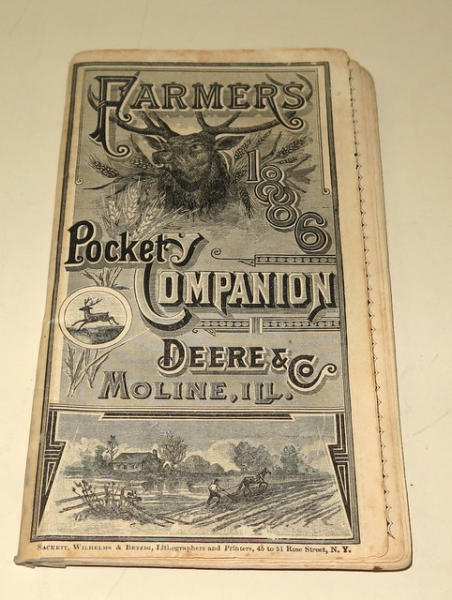 FARMERS
1886
Pocket
COMPANION
DEERE & Co
MOLINE, ILL.
SACKETT, WILHELMS & BETZIG, Lithographers and Printers, 45 to 51 Rose Street, N. Y.